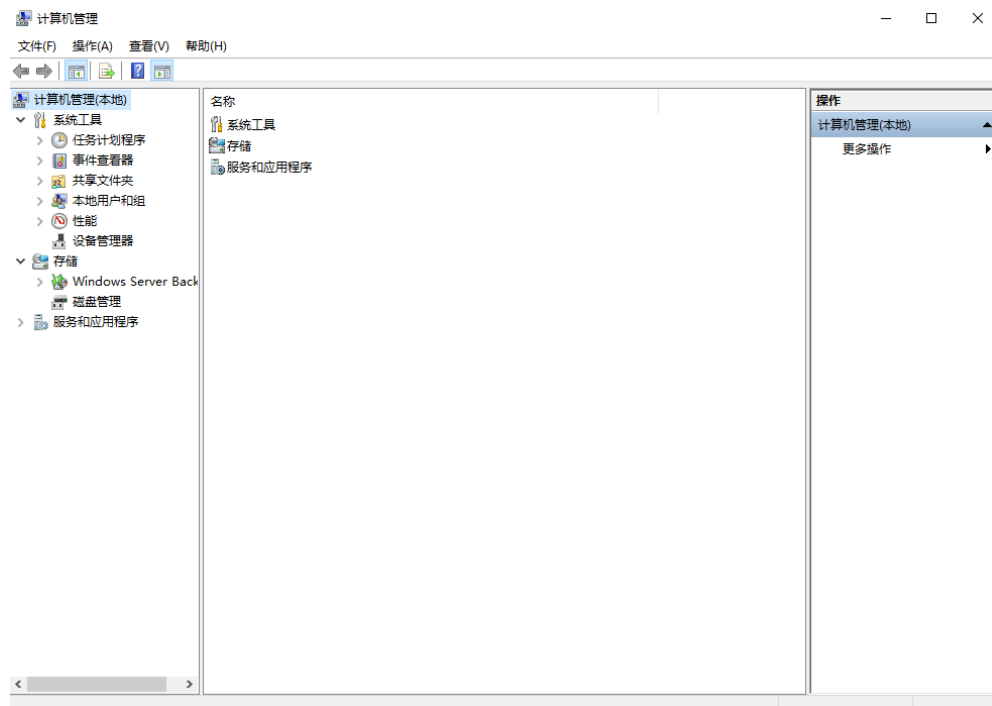 计算机管理
文件(F) 操作(A) 查看(V) 帮助(H)
计算机管理(本地)
系统工具
任务计划程序
事件查看器
共享文件夹
本地用户和组
性能
设备管理器
存储
Windows Server Back
磁盘管理
服务和应用程序
名称
系统工具
存储
服务和应用程序
操作
计算机管理(本地)
更多操作